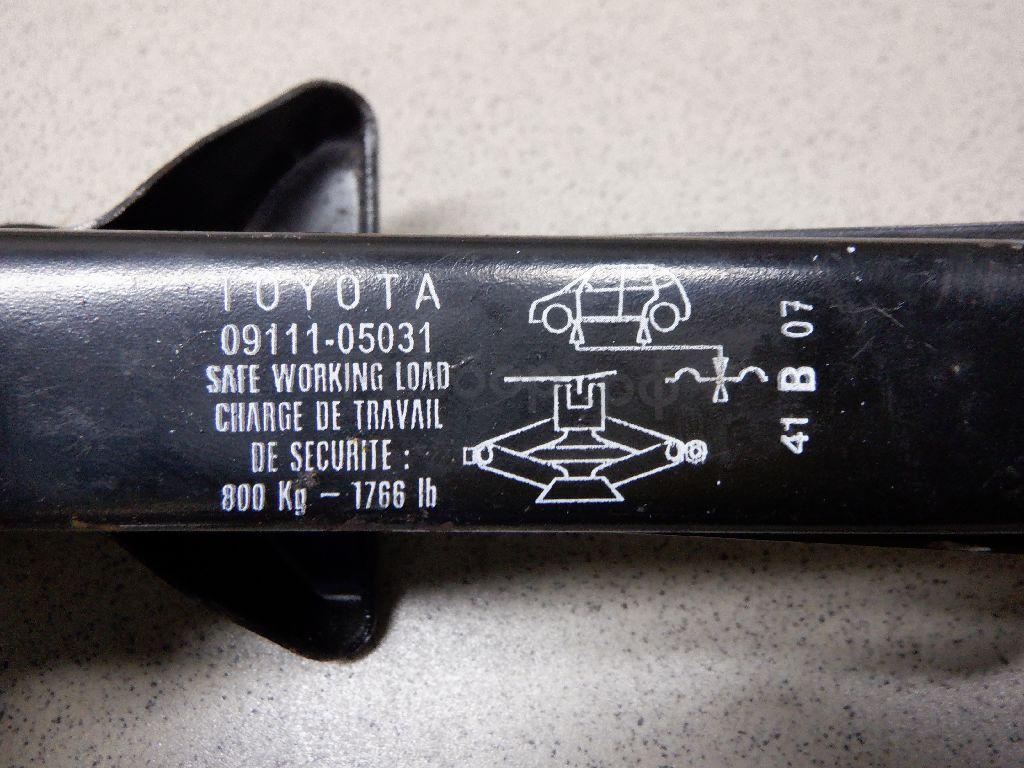 TOYOTA
09111-05031
SAFE WORKING LOAD
CHARGE DE TRAVAIL
DE SECURITE :
800 Kg – 1766 lb
41 B 07